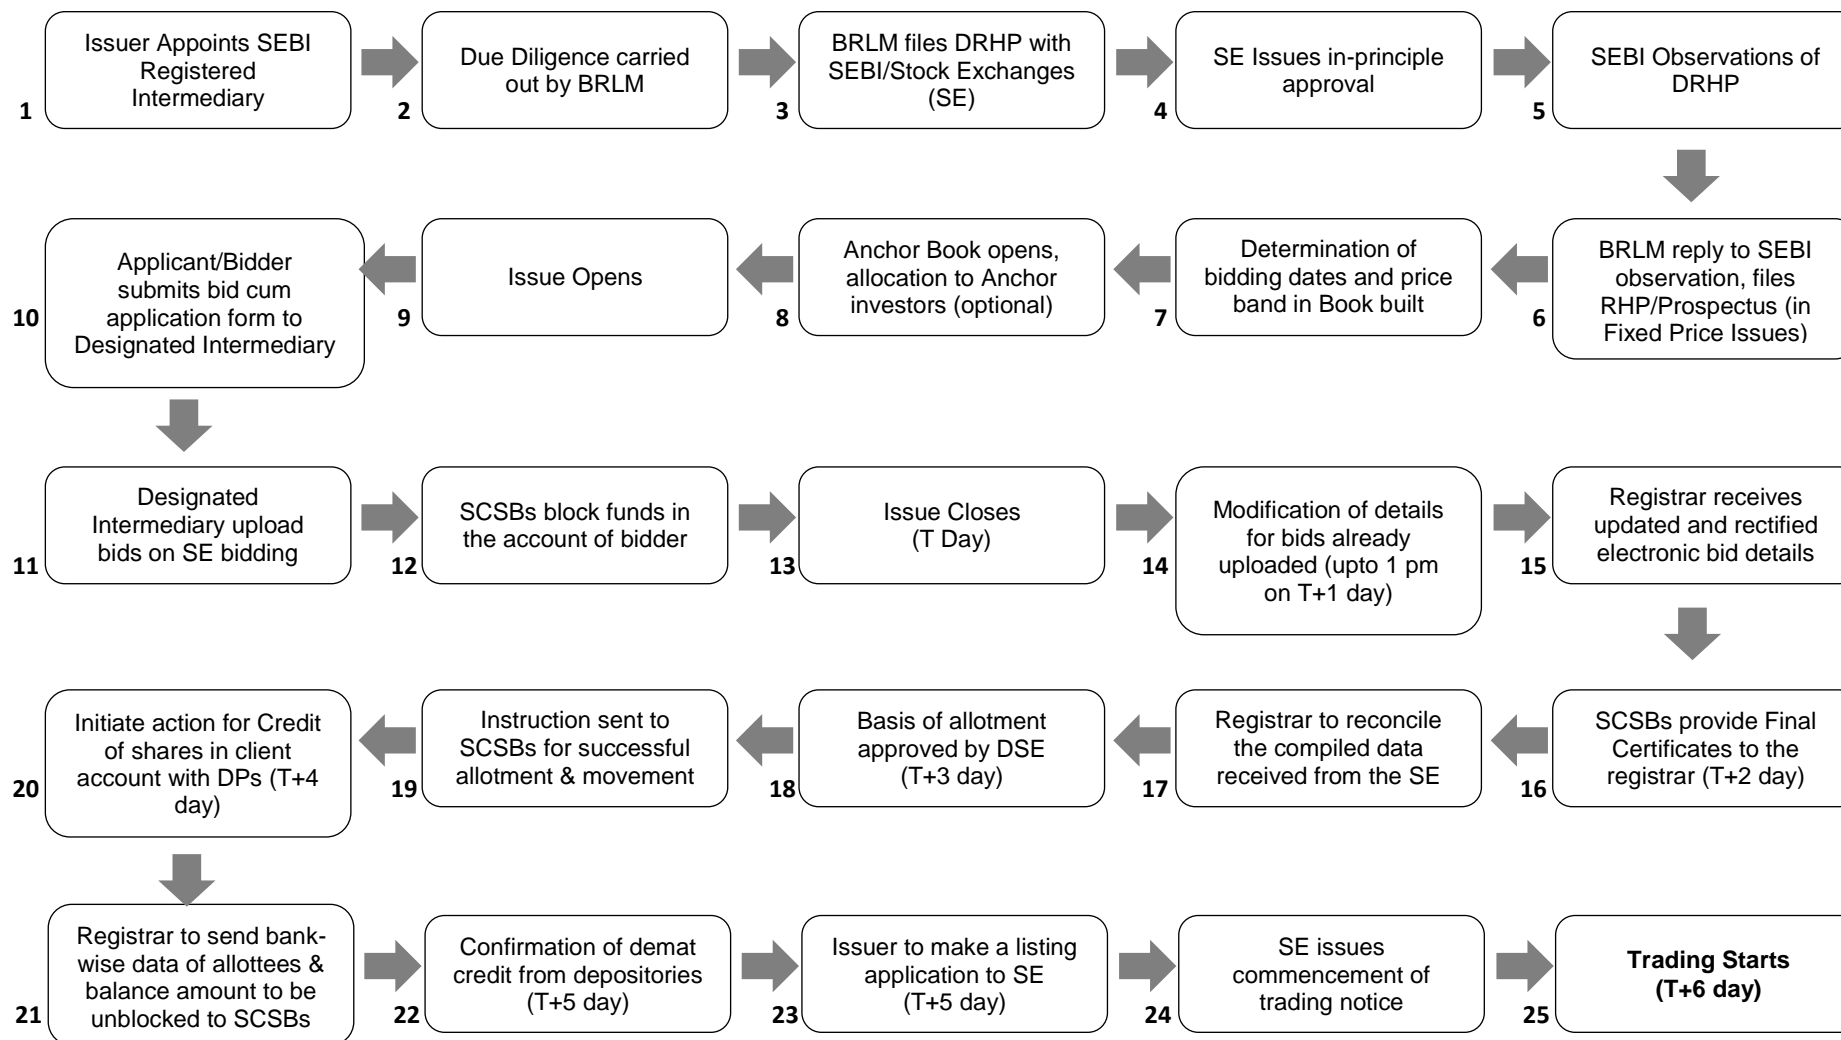 Issuer Appoints SEBI
Registered
Intermediary
1
Due Diligence carried
out by BRLM
2
BRLM files DRHP with
SEBI/Stock Exchanges
(SE)
3
SE Issues in-principle
approval
4
SEBI Observations of
DRHP
5
BRLM reply to SEBI
observation, files
RHP/Prospectus (in
Fixed Price Issues)
6
Determination of
bidding dates and price
band in Book built
7
Anchor Book opens,
allocation to Anchor
investors (optional)
8
Issue Opens
9
Applicant/Bidder
submits bid cum
application form to
Designated Intermediary
10
Designated
Intermediary upload
bids on SE bidding
11
SCSBs block funds in
the account of bidder
12
Issue Closes
(T Day)
13
Modification of details
for bids already
uploaded (upto 1 pm
on T+1 day)
14
Registrar receives
updated and rectified
electronic bid details
15
SCSBs provide Final
Certificates to the
registrar (T+2 day)
16
Registrar to reconcile
the compiled data
received from the SE
17
Basis of allotment
approved by DSE
(T+3 day)
18
Instruction sent to
SCSBs for successful
allotment & movement
19
Initiate action for Credit
of shares in client
account with DPs (T+4
day)
20
Registrar to send bank-
wise data of allottees &
balance amount to be
unblocked to SCSBs
21
Confirmation of demat
credit from depositories
(T+5 day)
22
Issuer to make a listing
application to SE
(T+5 day)
23
SE issues
commencement of
trading notice
24
Trading Starts
(T+6 day)
25